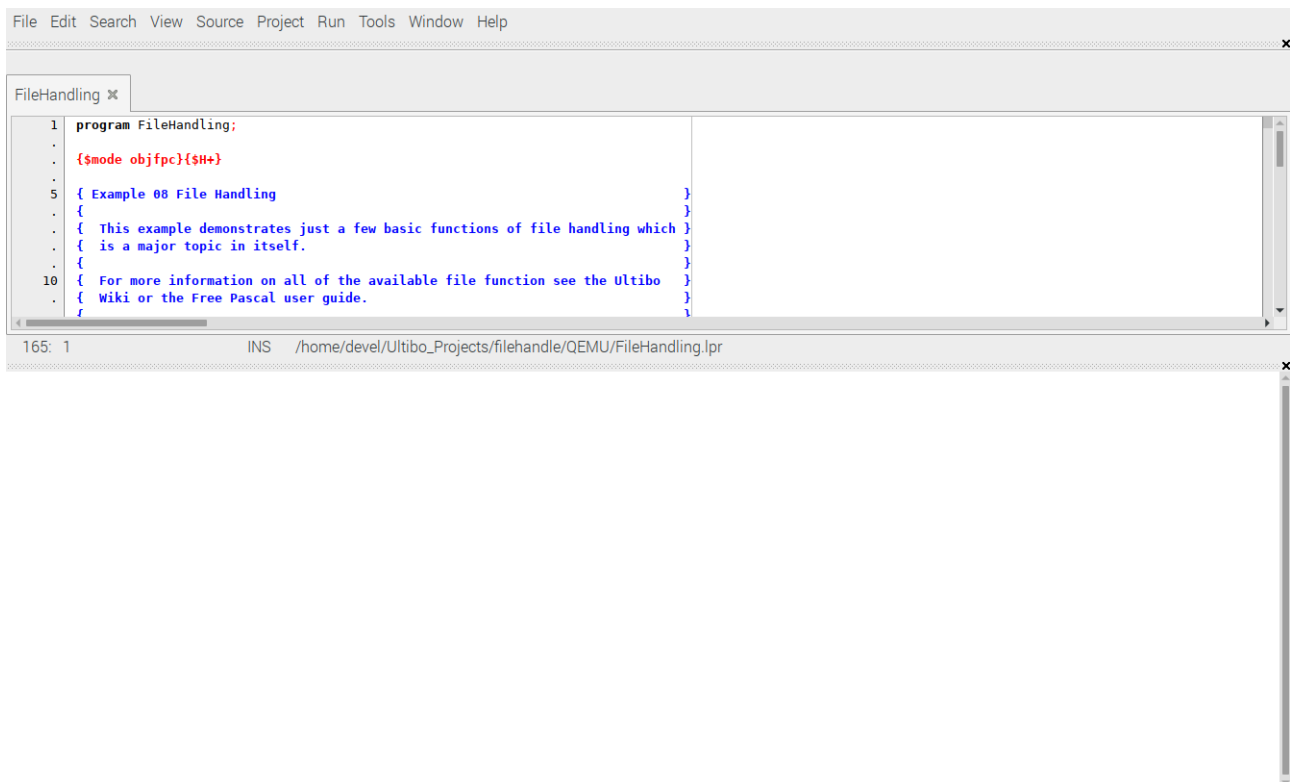 File Edit Search View Source Project Run Tools Window Help
FileHandling
1 program FileHandling;
.
. {$mode objfpc}{$H+}
.
5 { Example 08 File Handling }
. { }
. { This example demonstrates just a few basic functions of file handling which }
. { is a major topic in itself. }
. { }
10 { For more information on all of the available file function see the Ultibo }
. { Wiki or the Free Pascal user guide. }
{ }
165: 1 INS /home/devel/Ultibo_Projects/filehandle/QEMU/FileHandling.lpr